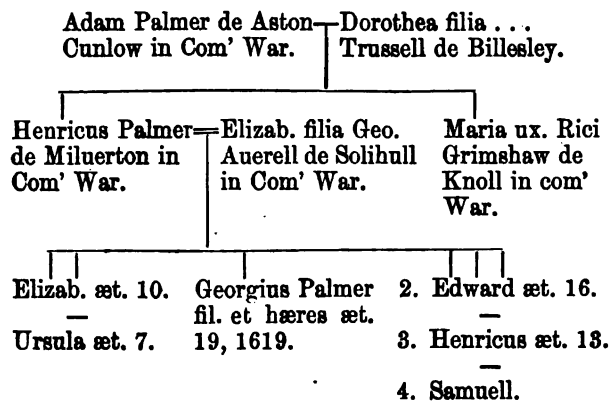 Adam Palmer de Aston
Cunlow in Com' War.
Dorothea filia . . .
Trussell de Billesley.
Henricus Palmer
de Miluerton in
Com' War.
Elizab. filia Geo.
Auerell de Solihull
in Com' War.
Maria ux. Rici
Grimshaw de
Knoll in com'
War.
Elizab. æt. 10.
Ursula æt. 7.
Georgius Palmer
fil. et hæres æt.
19, 1619.
2. Edward æt. 16.
3. Henricus æt. 13.
4. Samuell.